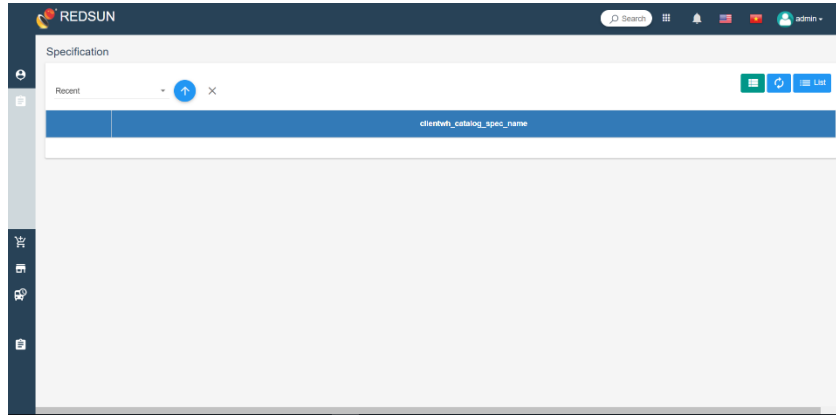 REDSUN
Search
admin
Specification
Recent
List
clientwh_catalog_spec_name